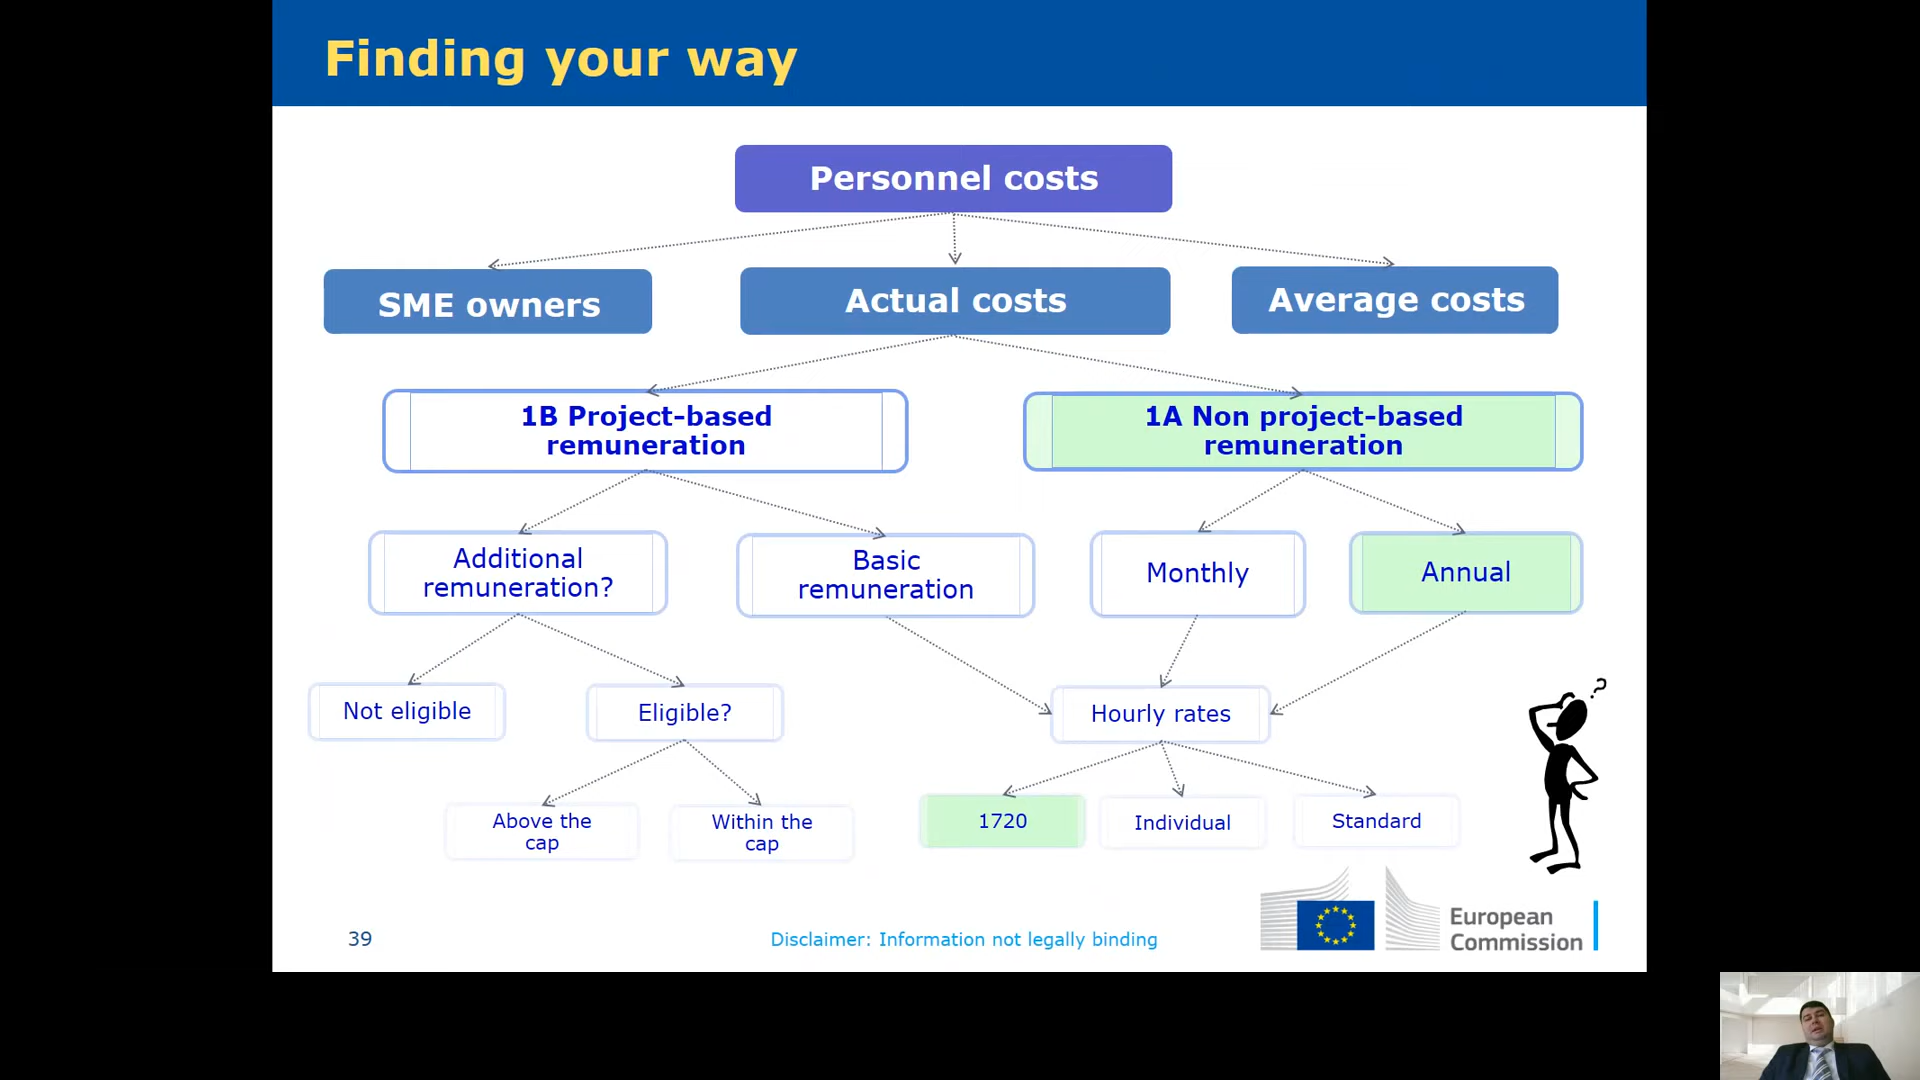 Finding your way
Personnel costs
SME owners
Actual costs
Average costs
1B Project-based
remuneration
1A Non project-based
remuneration
Additional
remuneration?
Basic
remuneration
Monthly
Annual
Not eligible
Eligible?
Hourly rates
Above the
cap
Within the
cap
1720
Individual
Standard
?
39
Disclaimer: Information not legally binding
European
Commission